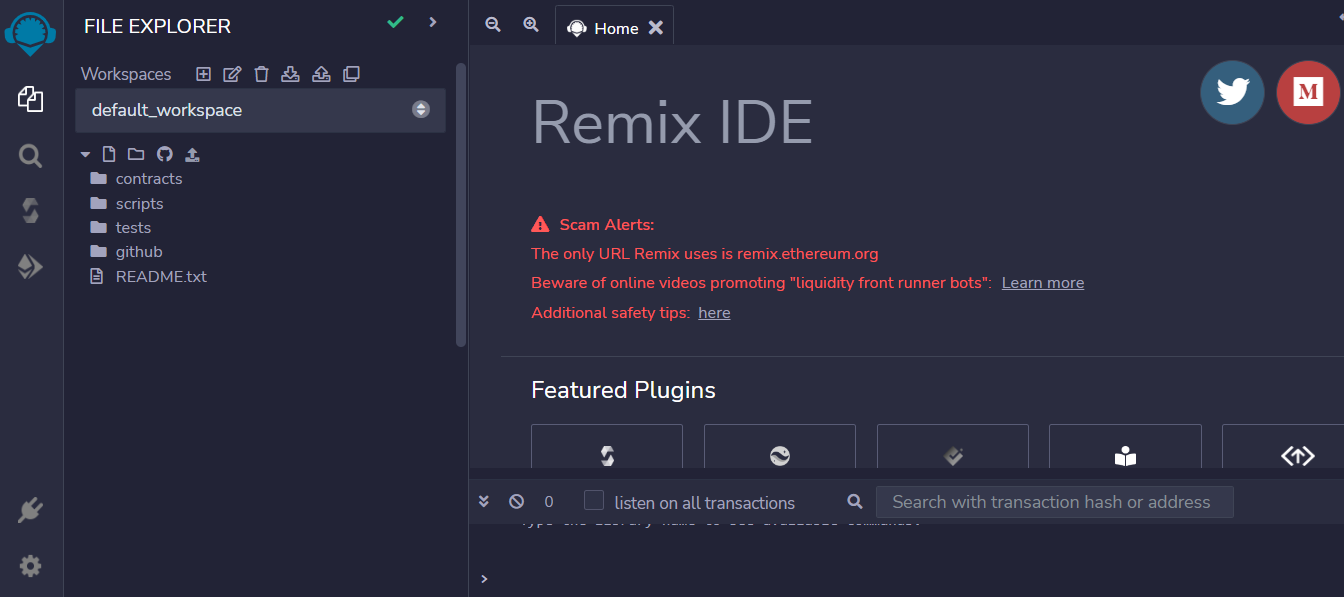 FILE EXPLORER
Workspaces
default_workspace
contracts
scripts
tests
github
README.txt
Home
Remix IDE
M
Scam Alerts:
The only URL Remix uses is remix.ethereum.org
Beware of online videos promoting "liquidity front runner bots": Learn more
Additional safety tips: here
Featured Plugins
0 listen on all transactions Search with transaction hash or address
>